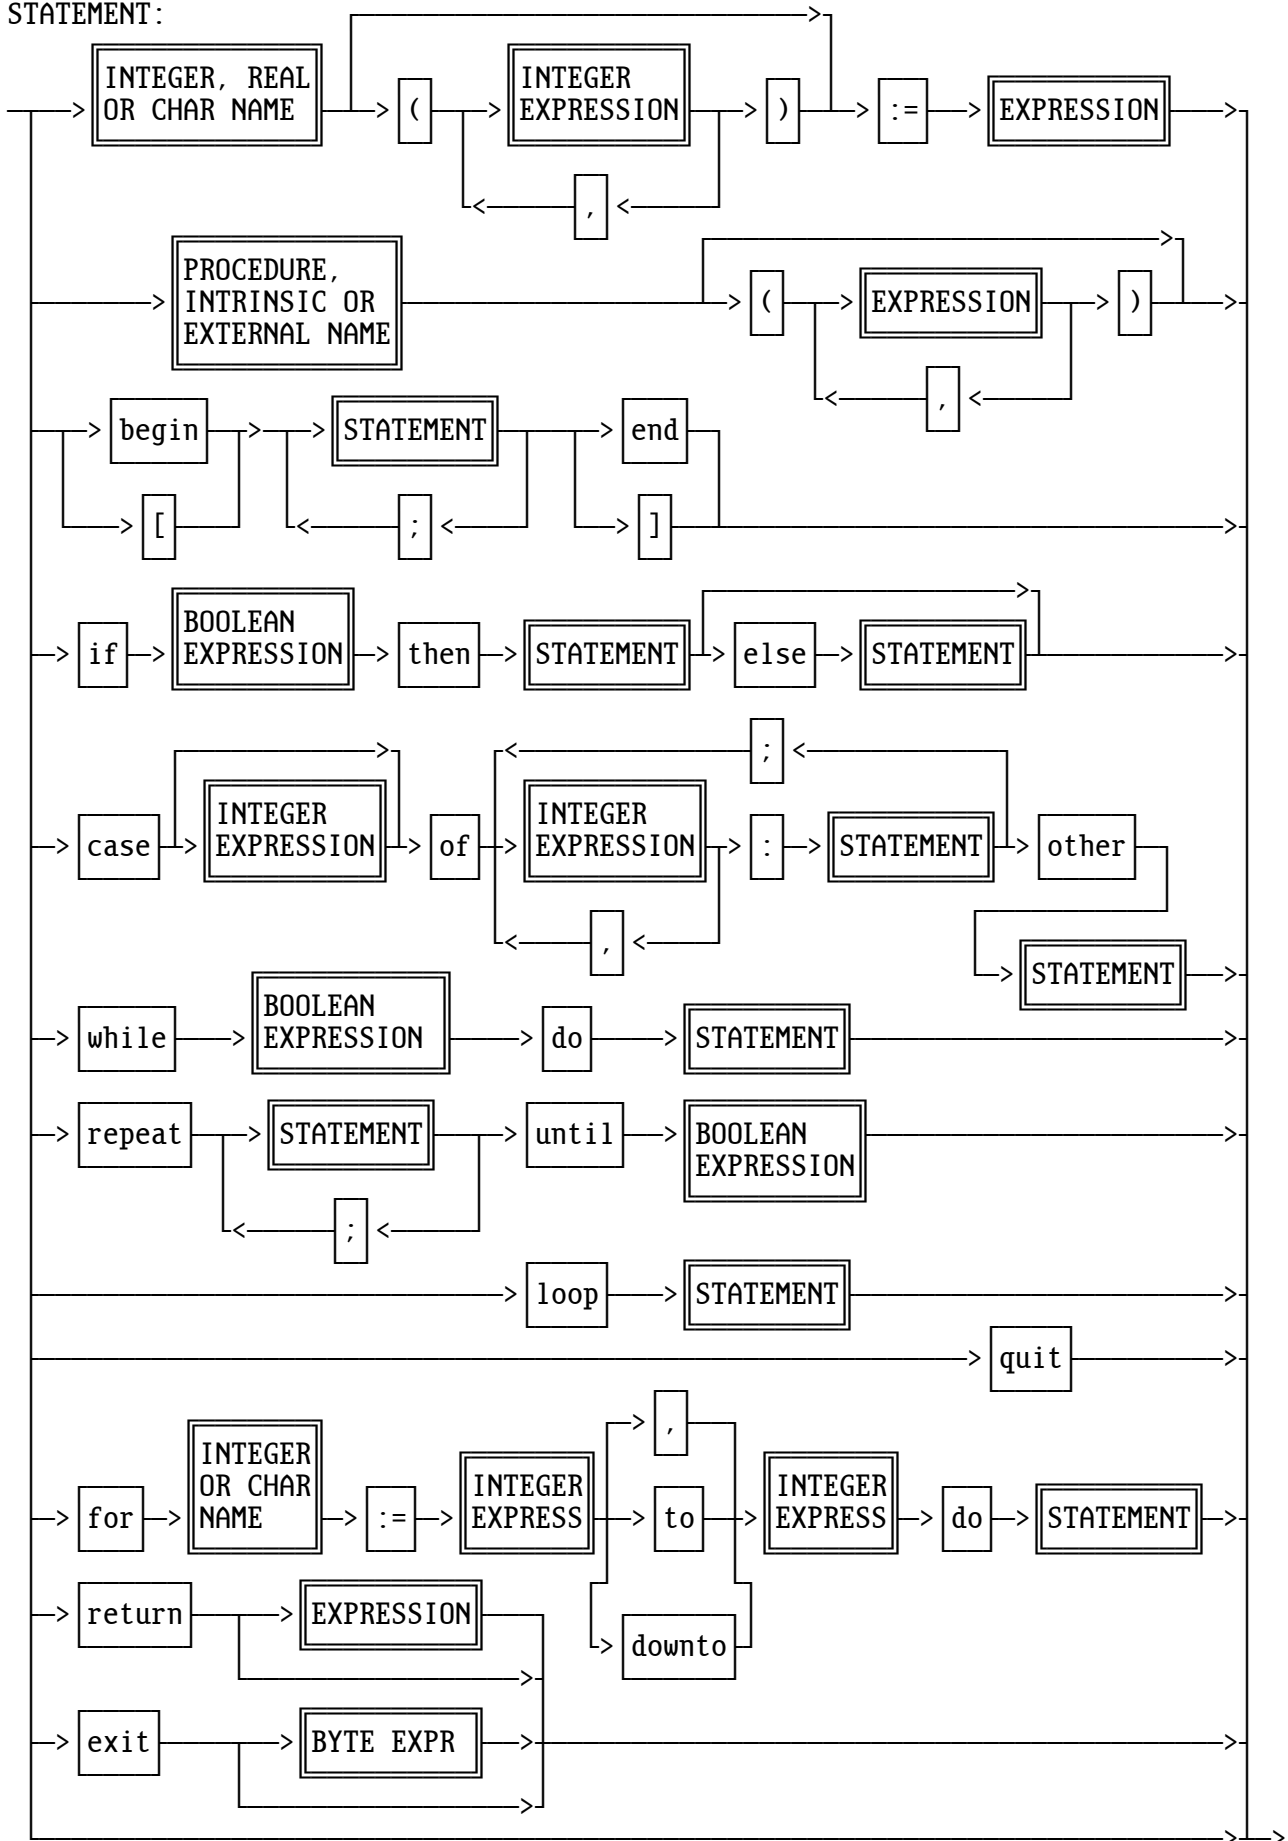 STATEMENT:
INTEGER, REAL
OR CHAR NAME
(
INTEGER
EXPRESSION
)
:=
EXPRESSION
,
PROCEDURE,
INTRINSIC OR
EXTERNAL NAME
(
EXPRESSION
)
,
begin
STATEMENT
end
[
;
]
if
BOOLEAN
EXPRESSION
then
STATEMENT
else
STATEMENT
;
case
INTEGER
EXPRESSION
of
INTEGER
EXPRESSION
:
STATEMENT
other
,
STATEMENT
while
BOOLEAN
EXPRESSION
do
STATEMENT
repeat
STATEMENT
until
BOOLEAN
EXPRESSION
;
loop
STATEMENT
quit
,
for
INTEGER
OR CHAR
NAME
:=
INTEGER
EXPRESS
to
INTEGER
EXPRESS
do
STATEMENT
return
EXPRESSION
downto
exit
BYTE EXPR